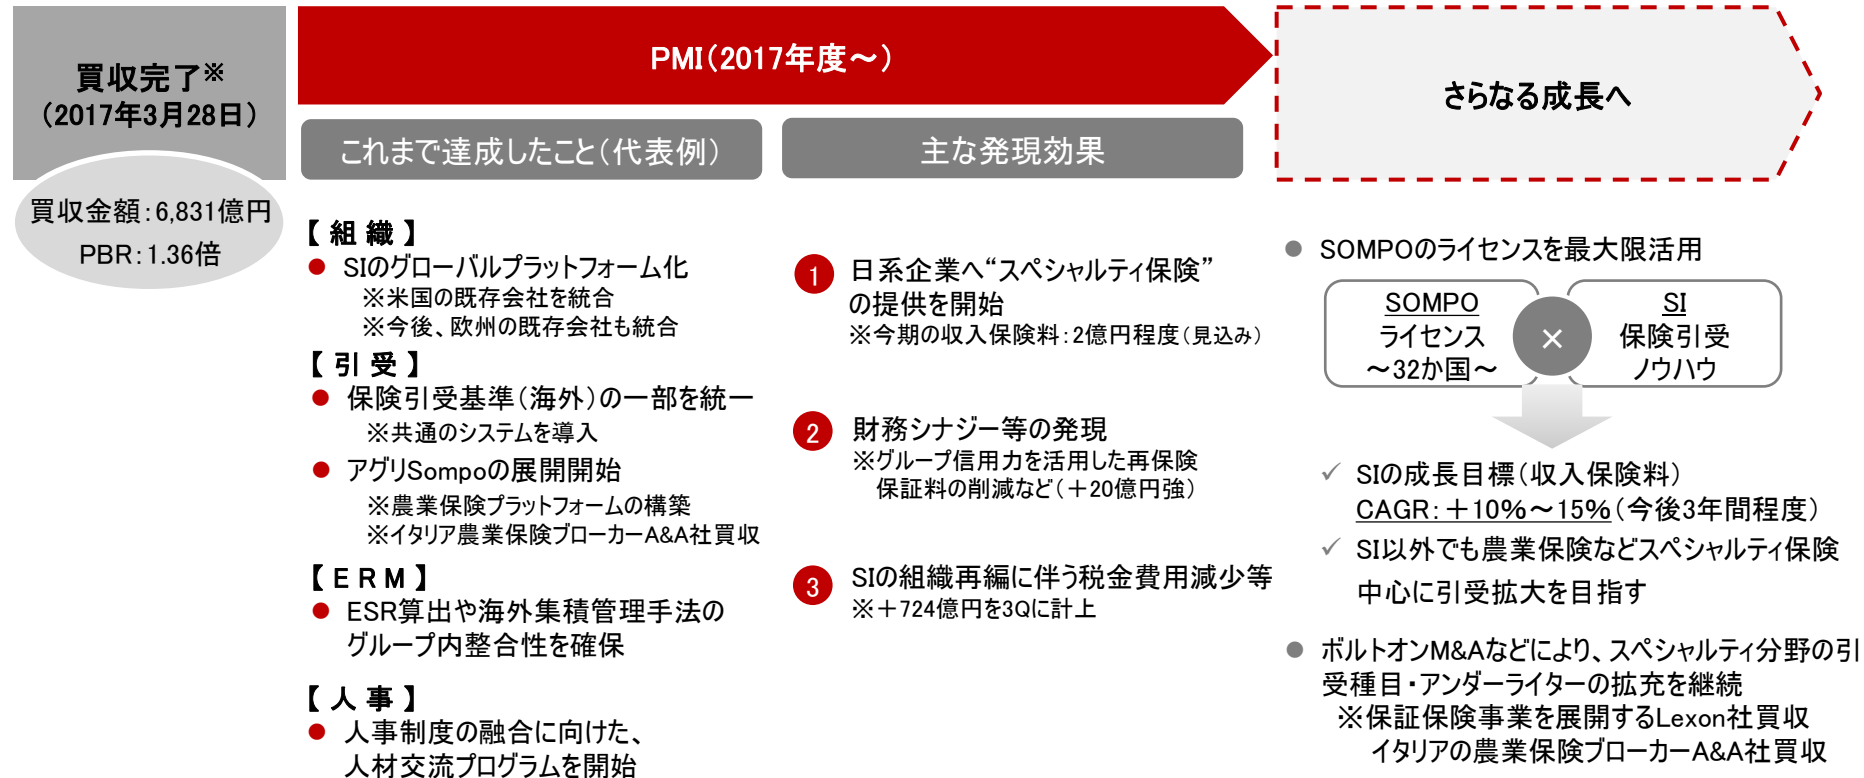 買収完了※
（2017年3月28日）
買収金額：6,831億円
PBR：1.36倍
PMI（2017年度～）
さらなる成長へ
これまで達成したこと（代表例）
主な発現効果
【 組 織 】
● SIのグローバルプラットフォーム化
※米国の既存会社を統合
※今後、欧州の既存会社も統合
【 引 受 】
● 保険引受基準（海外）の一部を統一
※共通のシステムを導入
● アグリSompoの展開開始
※農業保険プラットフォームの構築
※イタリア農業保険ブローカーA&A社買収
【 E R M 】
● ESR算出や海外集積管理手法の
グループ内整合性を確保
【 人 事 】
● 人事制度の融合に向けた、
人材交流プログラムを開始
1 日系企業へ“スペシャルティ保険”
の提供を開始
※今期の収入保険料：2億円程度（見込み）
2 財務シナジー等の発現
※グループ信用力を活用した再保険
保証料の削減など（＋20億円強）
3 SIの組織再編に伴う税金費用減少等
※＋724億円を3Qに計上
● SOMPOのライセンスを最大限活用
SOMPO
ライセンス
～32か国～
×
SI
保険引受
ノウハウ
✓ SIの成長目標（収入保険料）
CAGR：＋10%～15%（今後3年間程度）
✓ SI以外でも農業保険などスペシャルティ保険
中心に引受拡大を目指す
● ボルトオンM&Aなどにより、スペシャルティ分野の引
受種目・アンダーライターの拡充を継続
※保証保険事業を展開するLexon社買収
イタリアの農業保険ブローカーA&A社買収